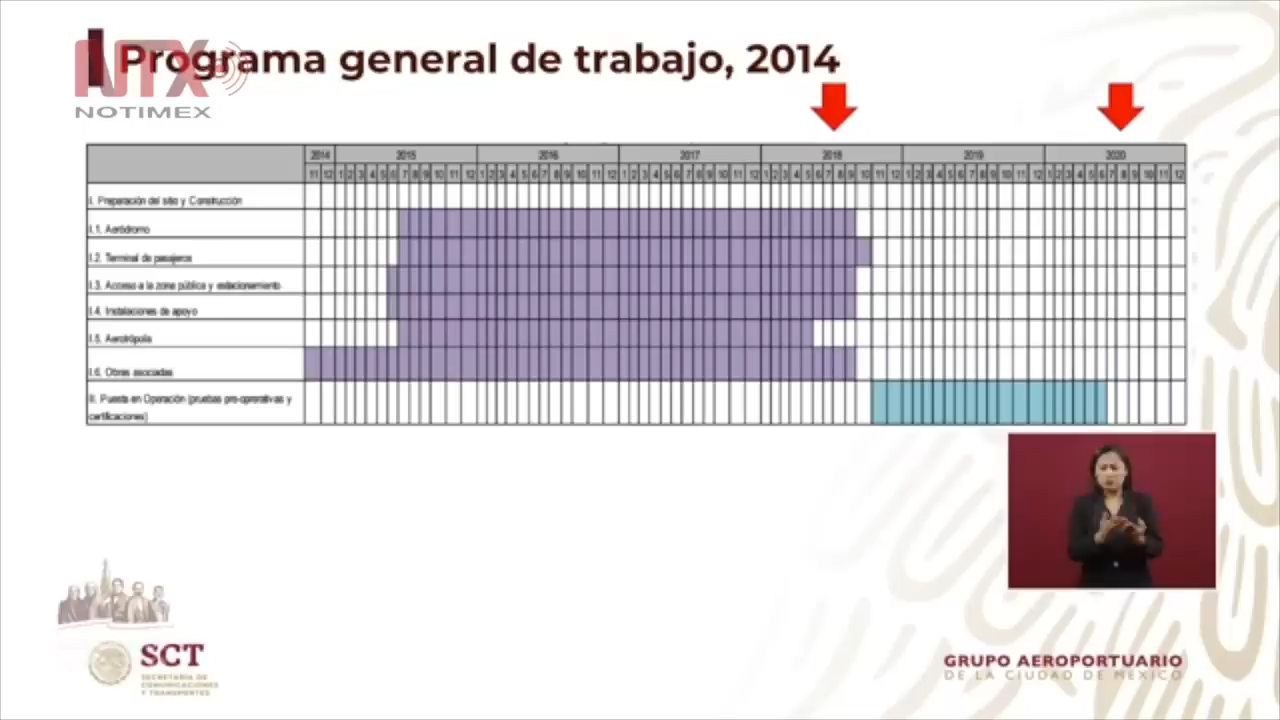 NTX
NOTIMEX
Programa general de trabajo, 2014
2014 2015 2016 2017 2018 2019 2020
11 12 1 2 3 4 5 6 7 8 9 10 11 12 1 2 3 4 5 6 7 8 9 10 11 12 1 2 3 4 5 6 7 8 9 10 11 12 1 2 3 4 5 6 7 8 9 10 11 12 1 2 3 4 5 6 7 8 9 10 11 12 1 2 3 4 5 6 7 8 9 10 11 12
I. Preparación del sitio y Construcción
I.1. Aeródromo
I.2. Terminal de pasajeros
I.3. Acceso a la zona pública y estacionamiento
I.4. Instalaciones de apoyo
I.5. Aerotrópolis
I.6. Obras asociadas
II. Puesta en Operación (pruebas pre-operativas y
certificaciones)
SCT
SECRETARÍA DE
COMUNICACIONES
Y TRANSPORTES
GRUPO AEROPORTUARIO
DE LA CIUDAD DE MÉXICO